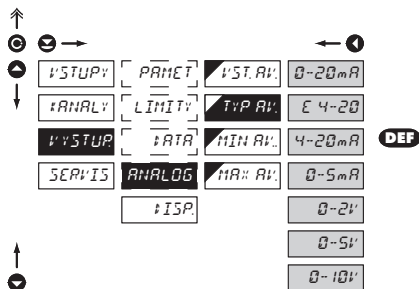 VSTUPY PAMET VST. AV. 0-20mA
KANALY LIMITY TYP AV. E 4-20
VYSTUP. DATA MIN AV. 4-20mA DEF
SERVIS ANALOG MAX AV. 0-5mA
DISP. 0-2V
0-5V
0-10V